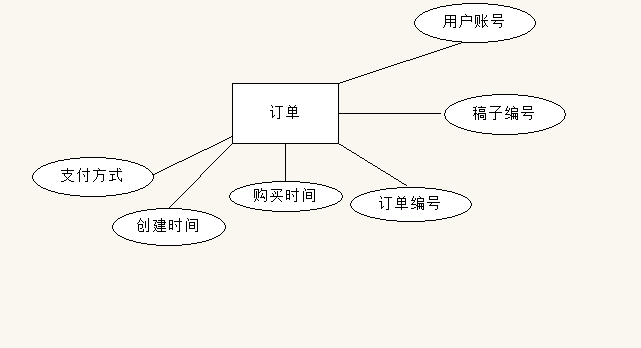 用户账号
订单
稿子编号
支付方式
创建时间
购买时间
订单编号